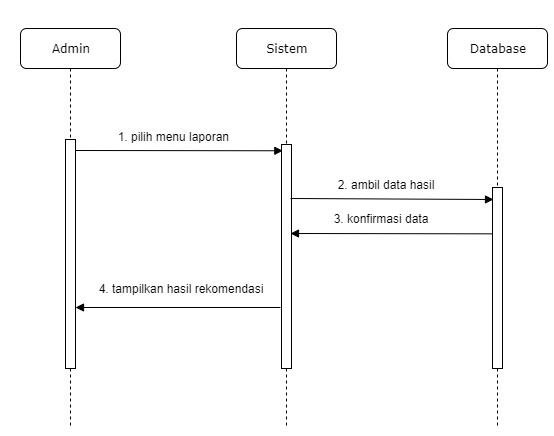 Admin
Sistem
Database
1. pilih menu laporan
2. ambil data hasil
3. konfirmasi data
4. tampilkan hasil rekomendasi